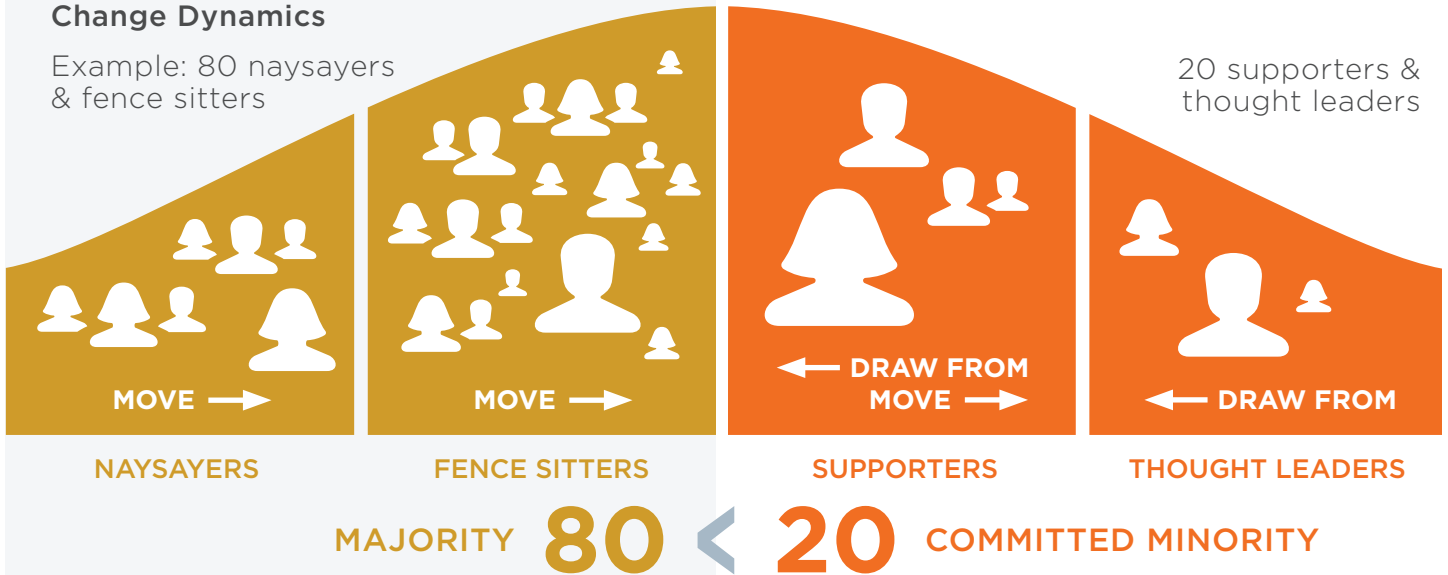 Change Dynamics
Example: 80 naysayers
& fence sitters
20 supporters &
thought leaders
MOVE
MOVE
DRAW FROM
MOVE
DRAW FROM
NAYSAYERS
FENCE SITTERS
SUPPORTERS
THOUGHT LEADERS
MAJORITY 80 < 20 COMMITTED MINORITY